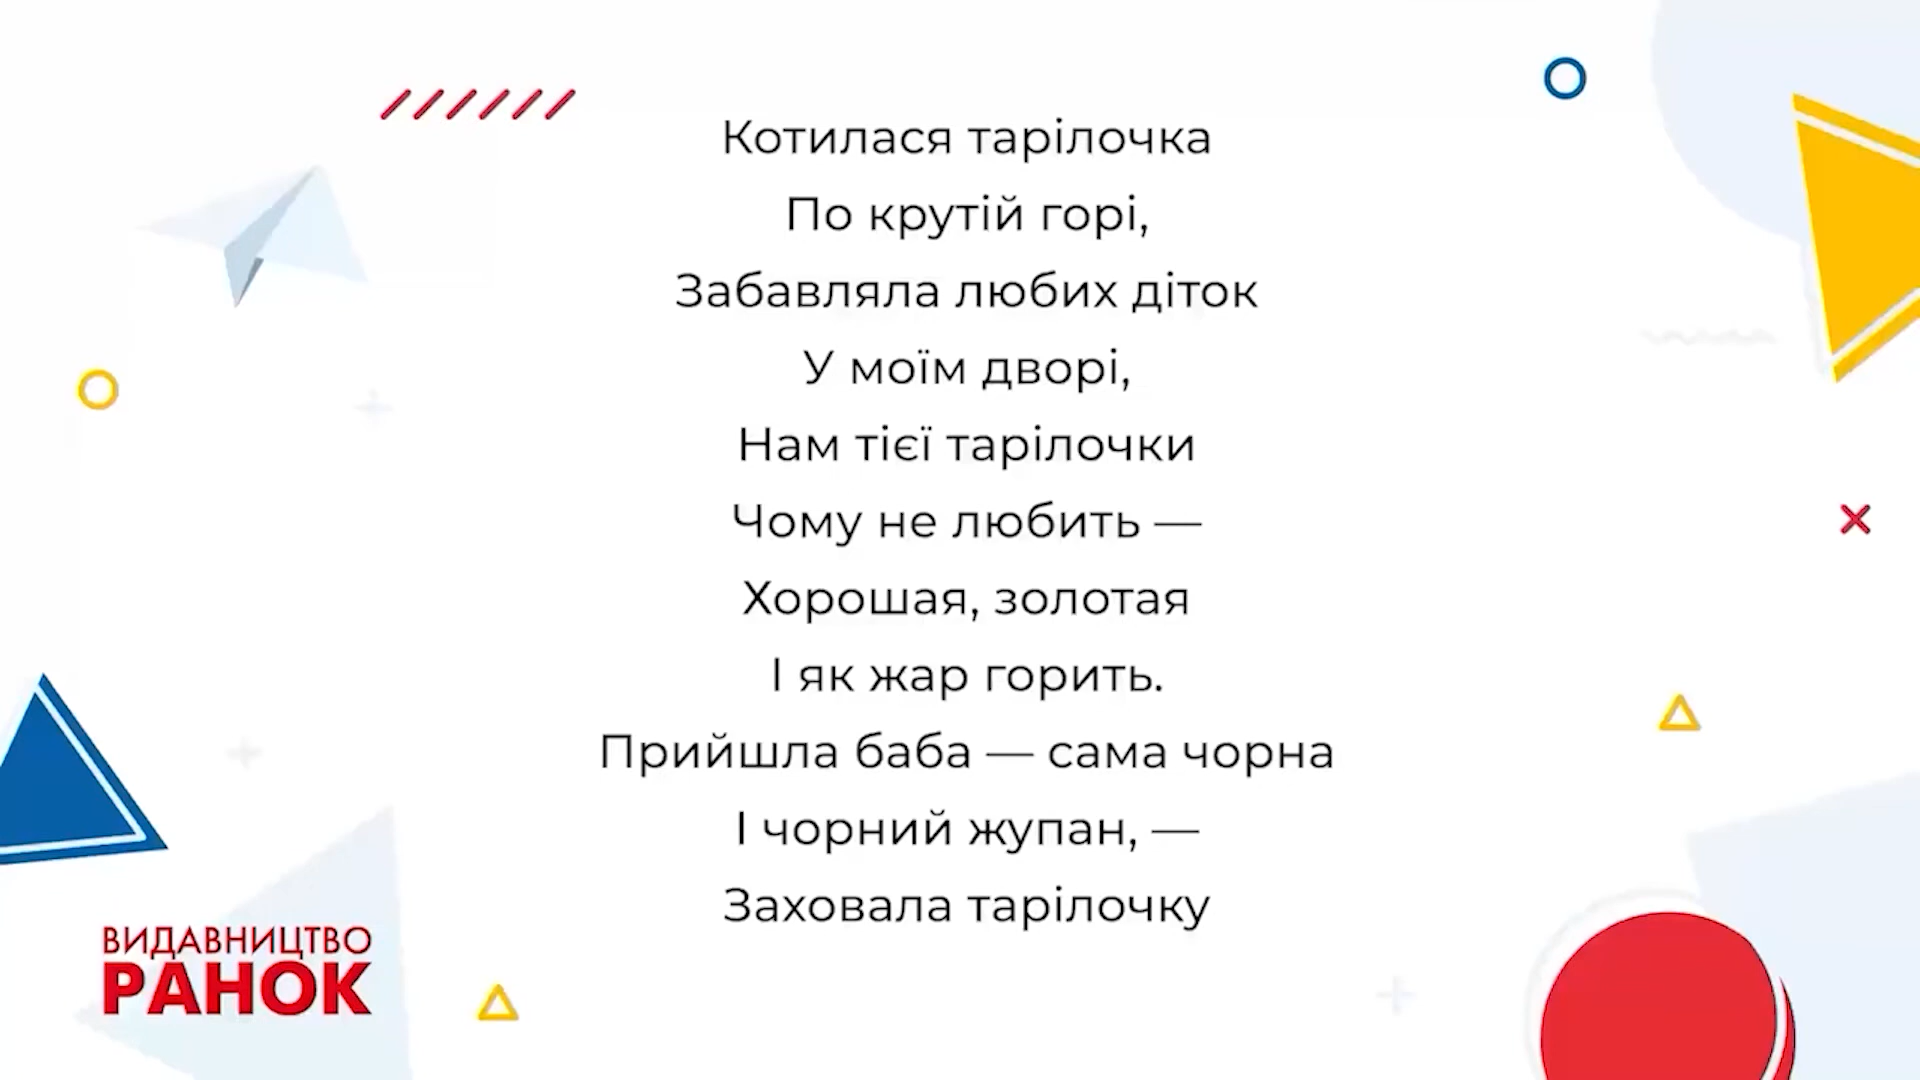 Котилася тарілочка
По крутій горі,
Забавляла любих діток
У моїм дворі,
Нам тієї тарілочки
Чому не любить —
Хорошая, золотая
І як жар горить.
Прийшла баба — сама чорна
І чорний жупан, —
Заховала тарілочку
ВИДАВНИЦТВО
РАНОК